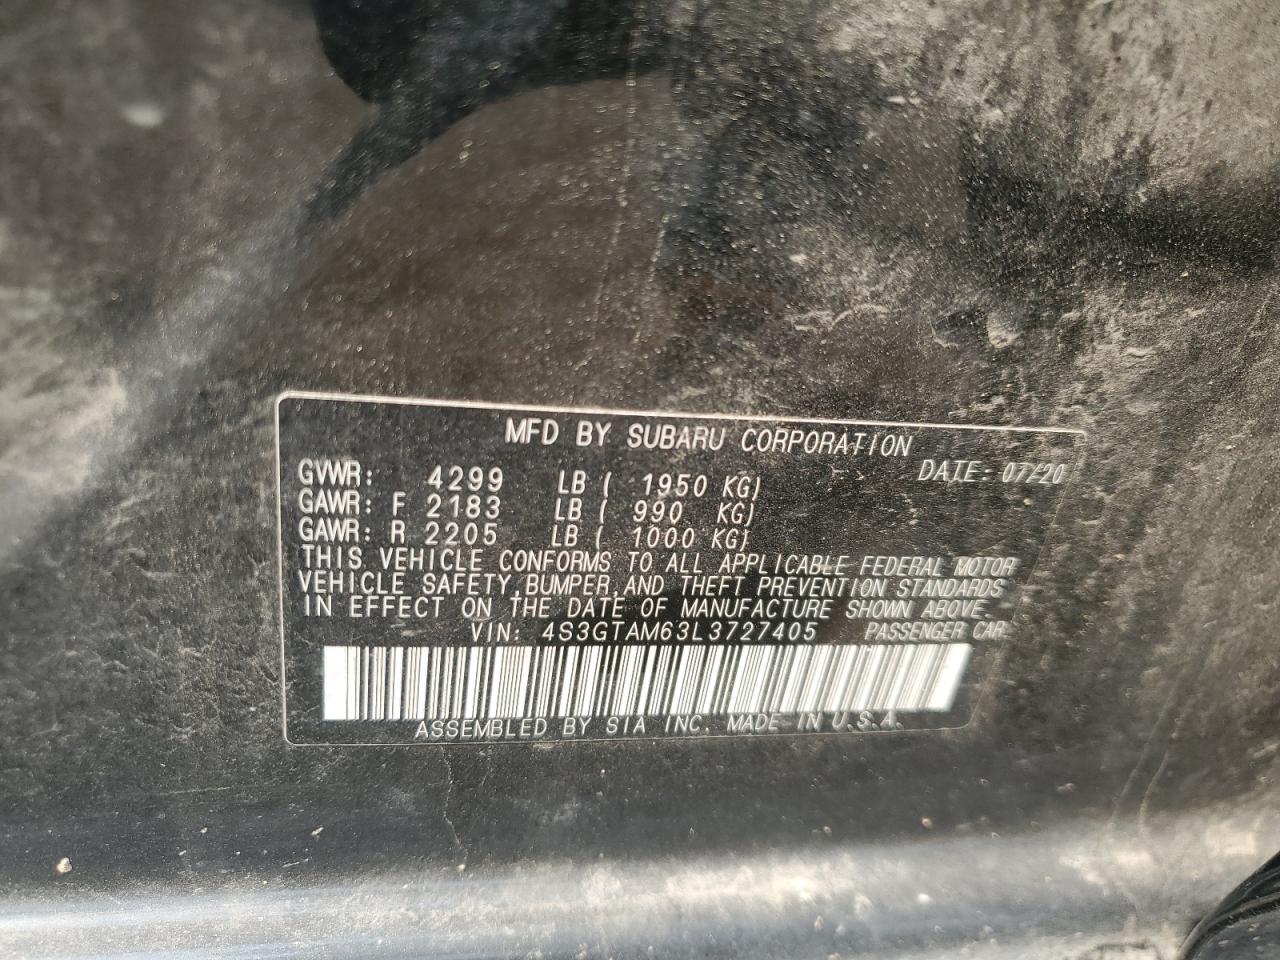 MFD BY SUBARU CORPORATION
GVWR: 4299 LB ( 1950 KG) DATE: 07/20
GAWR: F 2183 LB ( 990 KG)
GAWR: R 2205 LB ( 1000 KG)
THIS VEHICLE CONFORMS TO ALL APPLICABLE FEDERAL MOTOR
VEHICLE SAFETY,BUMPER,AND THEFT PREVENTION STANDARDS
IN EFFECT ON THE DATE OF MANUFACTURE SHOWN ABOVE.
VIN: 4S3GTAM63L3727405 PASSENGER CAR
ASSEMBLED BY SIA INC. MADE IN U.S.A.